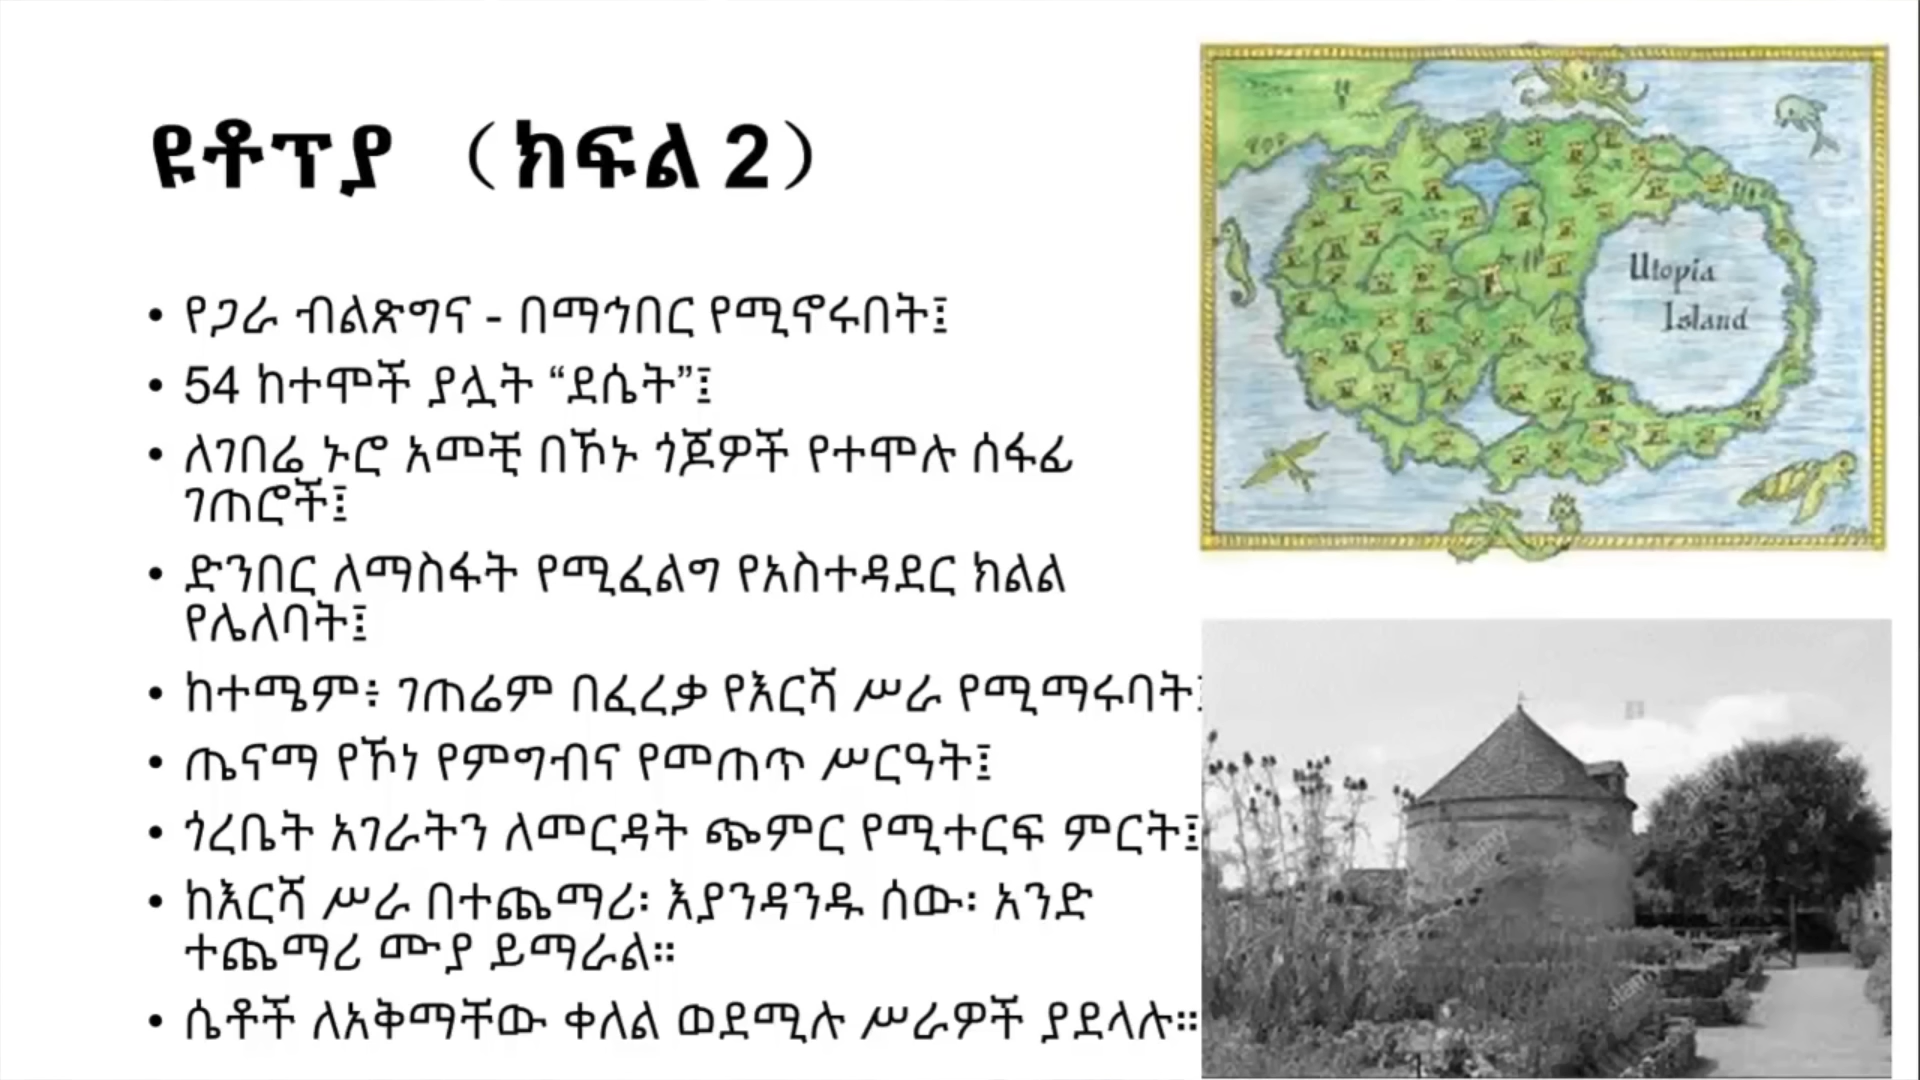 ዩቶፕያ (ክፍል 2)
• የጋራ ብልጽግና - በማኅበር የሚኖሩበት፤
• 54 ከተሞች ያሏት “ደሴት”፤
• ለገበሬ ኑሮ አመቺ በኾኑ ጎጆዎች የተሞሉ ሰፋፊ
ገጠሮች፤
• ድንበር ለማስፋት የሚፈልግ የአስተዳደር ክልል
የሌለባት፤
• ከተሜም፥ ገጠሬም በፈረቃ የእርሻ ሥራ የሚማሩባት፤
• ጤናማ የኾነ የምግብና የመጠጥ ሥርዓት፤
• ጎረቤት አገራትን ለመርዳት ጭምር የሚተርፍ ምርት፤
• ከእርሻ ሥራ በተጨማሪ፡ እያንዳንዱ ሰው፡ አንድ
ተጨማሪ ሙያ ይማራል።
• ሴቶች ለአቅማቸው ቀለል ወደሚሉ ሥራዎች ያደላሉ።
Utopia
Island
alamy
alamy
alamy